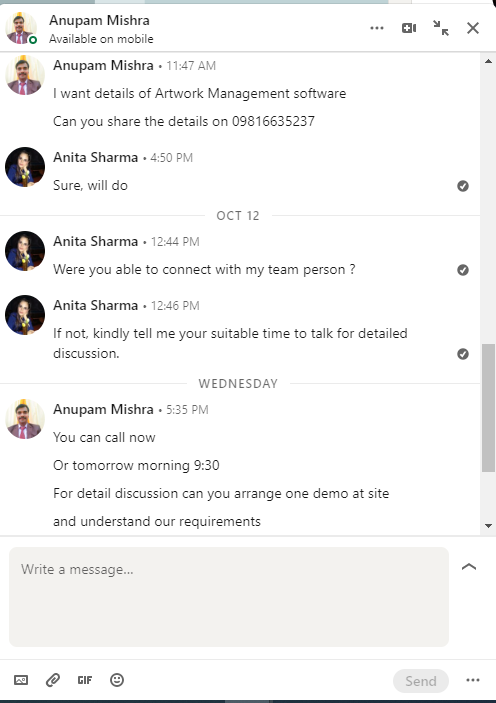 Anupam Mishra
Available on mobile
Anupam Mishra • 11:47 AM
I want details of Artwork Management software
Can you share the details on 09816635237
Anita Sharma • 4:50 PM
Sure, will do
OCT 12
Anita Sharma • 12:44 PM
Were you able to connect with my team person ?
Anita Sharma • 12:46 PM
If not, kindly tell me your suitable time to talk for detailed
discussion.
WEDNESDAY
Anupam Mishra • 5:35 PM
You can call now
Or tomorrow morning 9:30
For detail discussion can you arrange one demo at site
and understand our requirements
Write a message...
GIF
Send